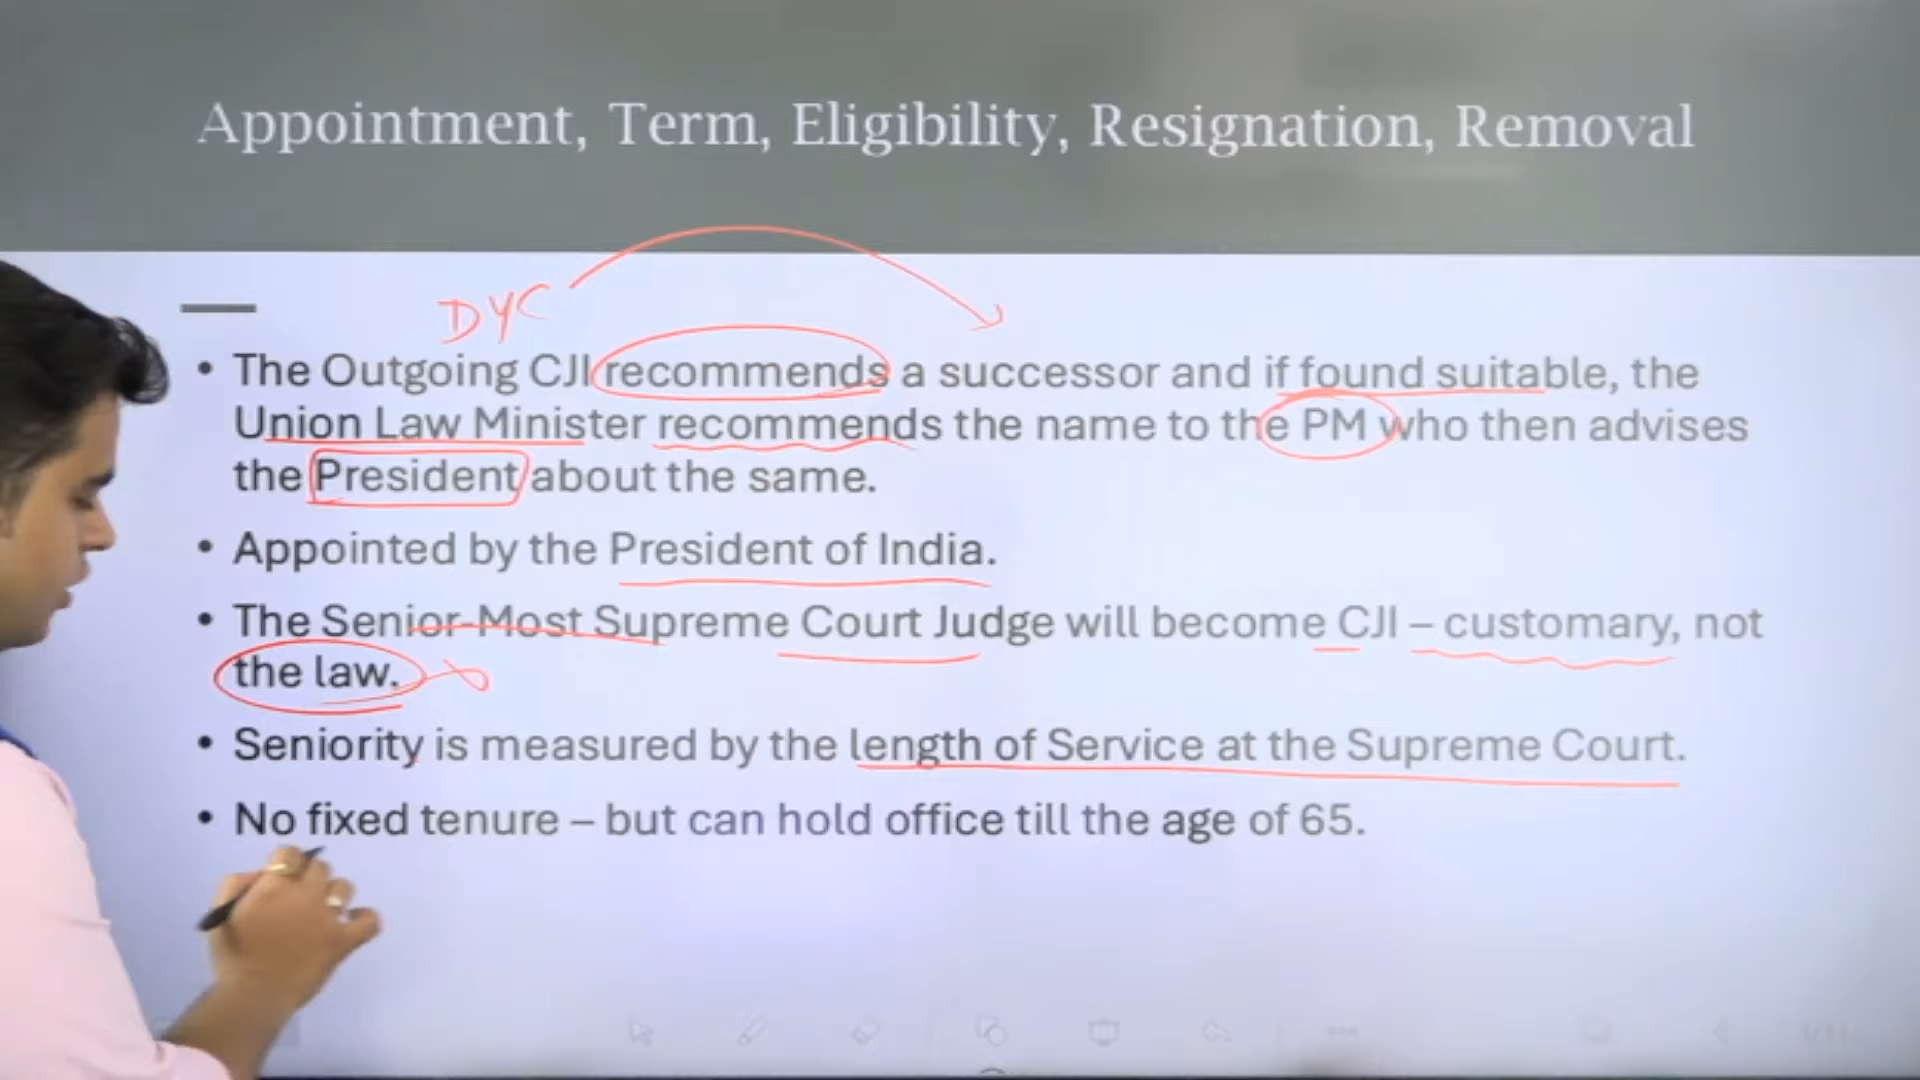 Appointment, Term, Eligibility, Resignation, Removal
DYC
• The Outgoing CJI recommends a successor and if found suitable, the
Union Law Minister recommends the name to the PM who then advises
the President about the same.
• Appointed by the President of India.
• The Senior-Most Supreme Court Judge will become CJI – customary, not
the law.
• Seniority is measured by the length of Service at the Supreme Court.
• No fixed tenure – but can hold office till the age of 65.